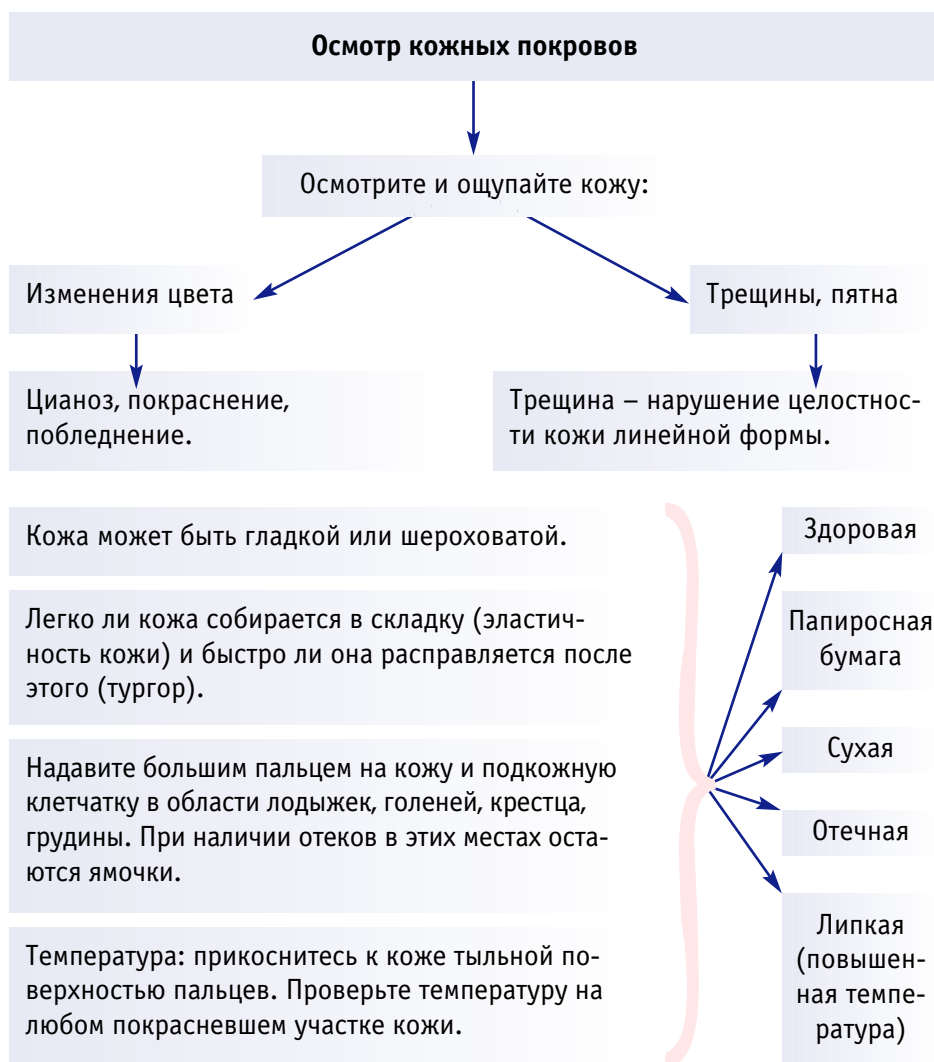 Осмотр кожных покровов
Осмотрите и ощупайте кожу:
Изменения цвета
Трещины, пятна
Цианоз, покраснение,
побледнение.
Трещина – нарушение целостнос-
ти кожи линейной формы.
Кожа может быть гладкой или шероховатой.
Легко ли кожа собирается в складку (эластич-
ность кожи) и быстро ли она расправляется после
этого (тургор).
Надавите большим пальцем на кожу и подкожную
клетчатку в области лодыжек, голеней, крестца,
грудины. При наличии отеков в этих местах оста-
ются ямочки.
Температура: прикоснитесь к коже тыльной по-
верхностью пальцев. Проверьте температуру на
любом покрасневшем участке кожи.
Здоровая
Папиросная
бумага
Сухая
Отечная
Липкая
(повышен-
ная темпе-
ратура)